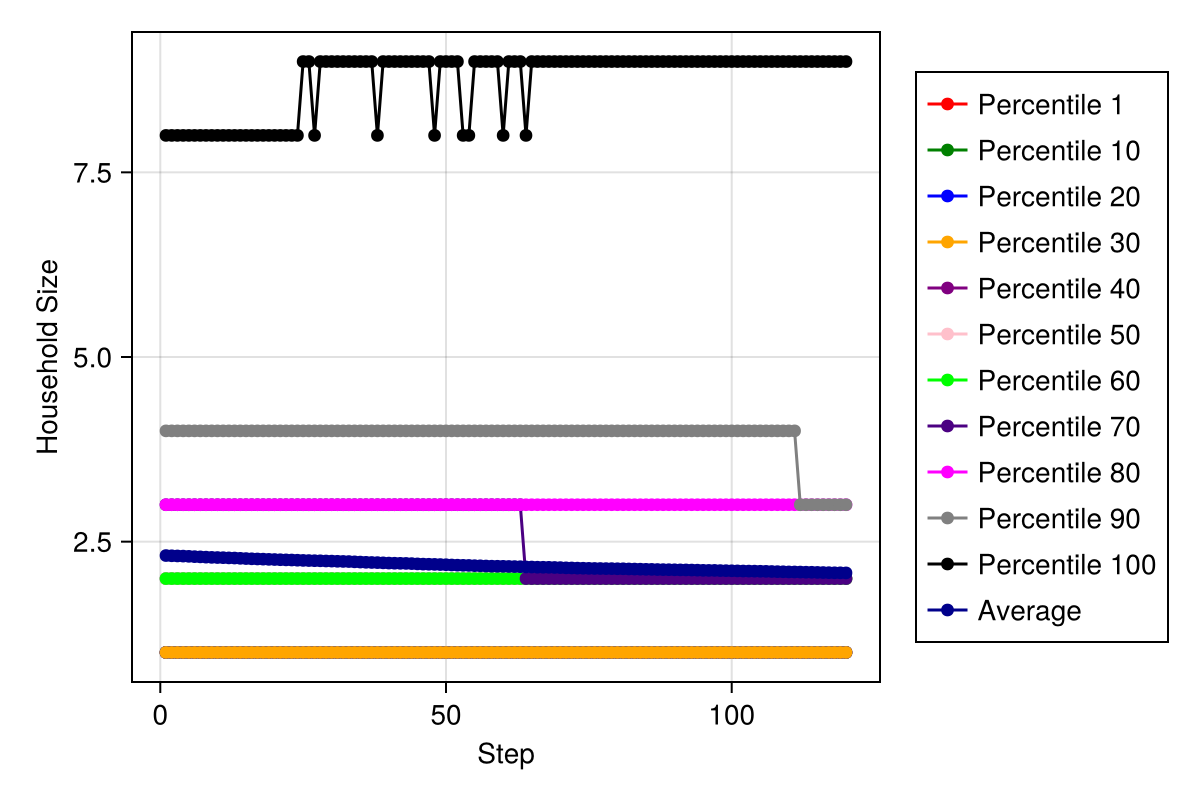 7.5
5.0
2.5
Household Size
0
50
100
Step
Percentile 1
Percentile 10
Percentile 20
Percentile 30
Percentile 40
Percentile 50
Percentile 60
Percentile 70
Percentile 80
Percentile 90
Percentile 100
Average